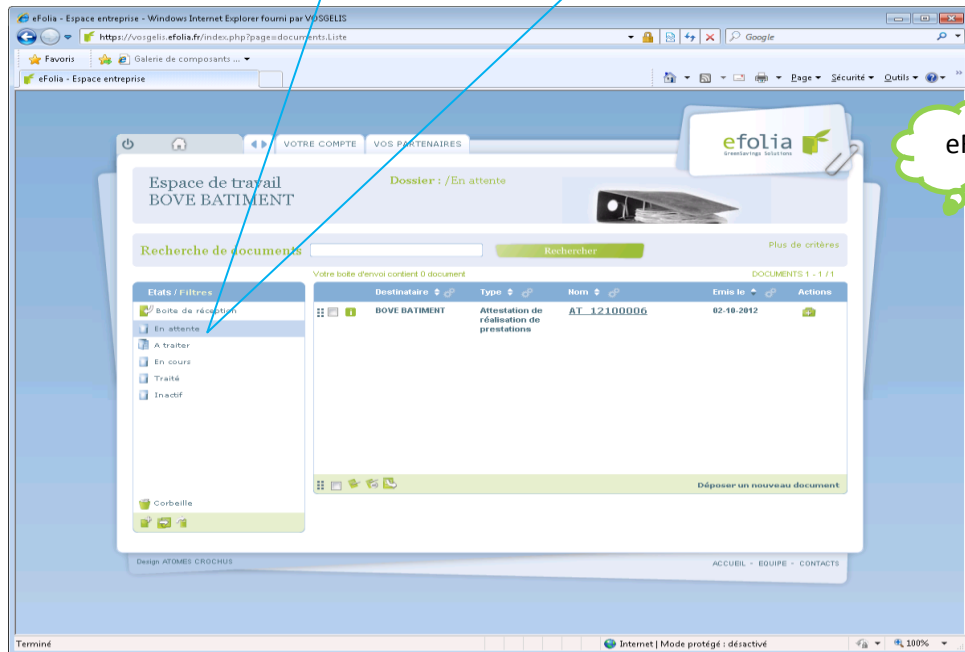 eFolia - Espace entreprise - Windows Internet Explorer fourni par VOSGELIS
https://vosgelis.efolia.fr/index.php?page=documents.Liste
Google
Favoris Galerie de composants ...
eFolia - Espace entreprise
Page Sécurité Outils
VOTRE COMPTE VOS PARTENAIRES
efolia
Greensavings Solutions
eF
Espace de travail
BOVE BATIMENT
Dossier : /En attente
Recherche de documents
Rechercher
Plus de critères
Votre boîte d'envoi contient 0 document
DOCUMENTS 1 - 1 / 1
Etats / Filtres
Destinataire Type Nom Emis le Actions
Boite de réception
En attente
A traiter
En cours
Traité
Inactif
BOVE BATIMENT
Attestation de
réalisation de
prestations
AT_12100006
02-10-2012
Déposer un nouveau document
Corbeille
Design ATOMES CROCHUS
ACCUEIL - EQUIPE - CONTACTS
Terminé
Internet | Mode protégé : désactivé
100%